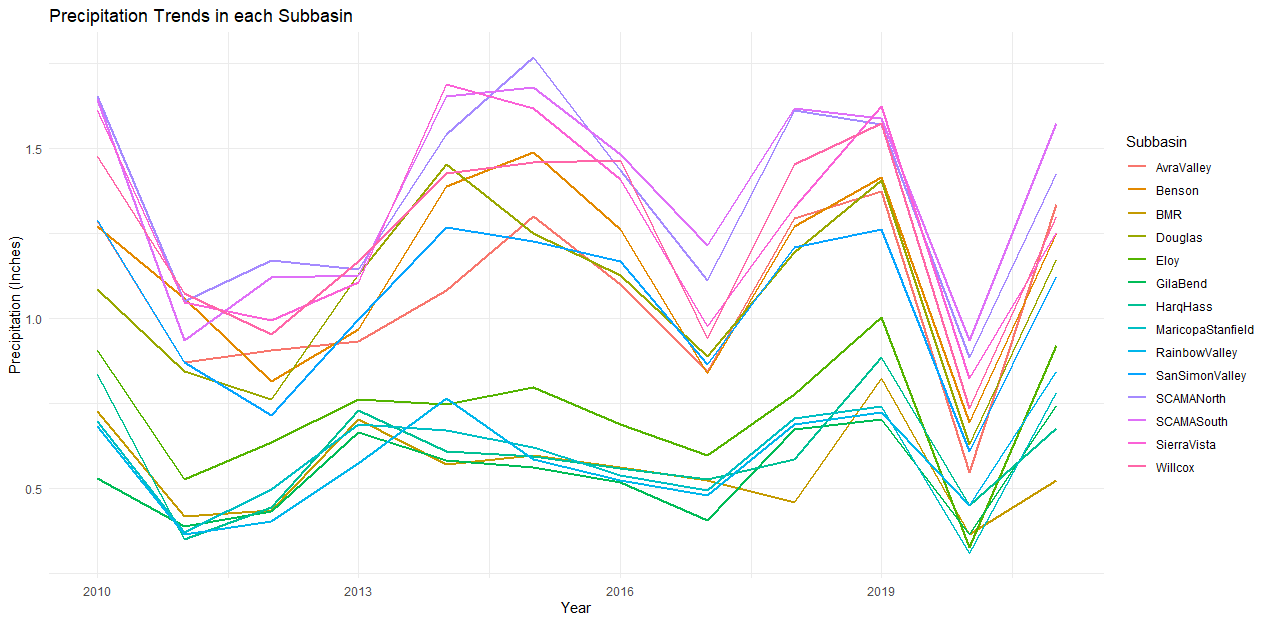 Precipitation Trends in each Subbasin
Precipitation (Inches)
1.5
1.0
0.5
2010
2013
2016
2019
Year
Subbasin
AvraValley
Benson
BMR
Douglas
Eloy
GilaBend
HarqHass
MaricopaStanfield
RainbowValley
SanSimonValley
SCAMANorth
SCAMASouth
SierraVista
Willcox